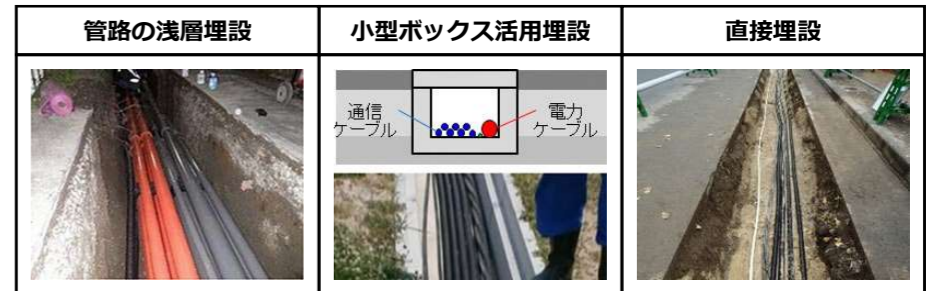 管路の浅層埋設
小型ボックス活用埋設
直接埋設
通信
ケーブル
電力
ケーブル